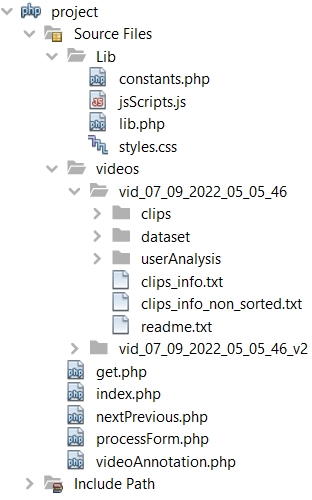 project
Source Files
Lib
constants.php
jsScripts.js
lib.php
styles.css
videos
vid_07_09_2022_05_05_46
clips
dataset
userAnalysis
clips_info.txt
clips_info_non_sorted.txt
readme.txt
vid_07_09_2022_05_05_46_v2
get.php
index.php
nextPrevious.php
processForm.php
videoAnnotation.php
Include Path